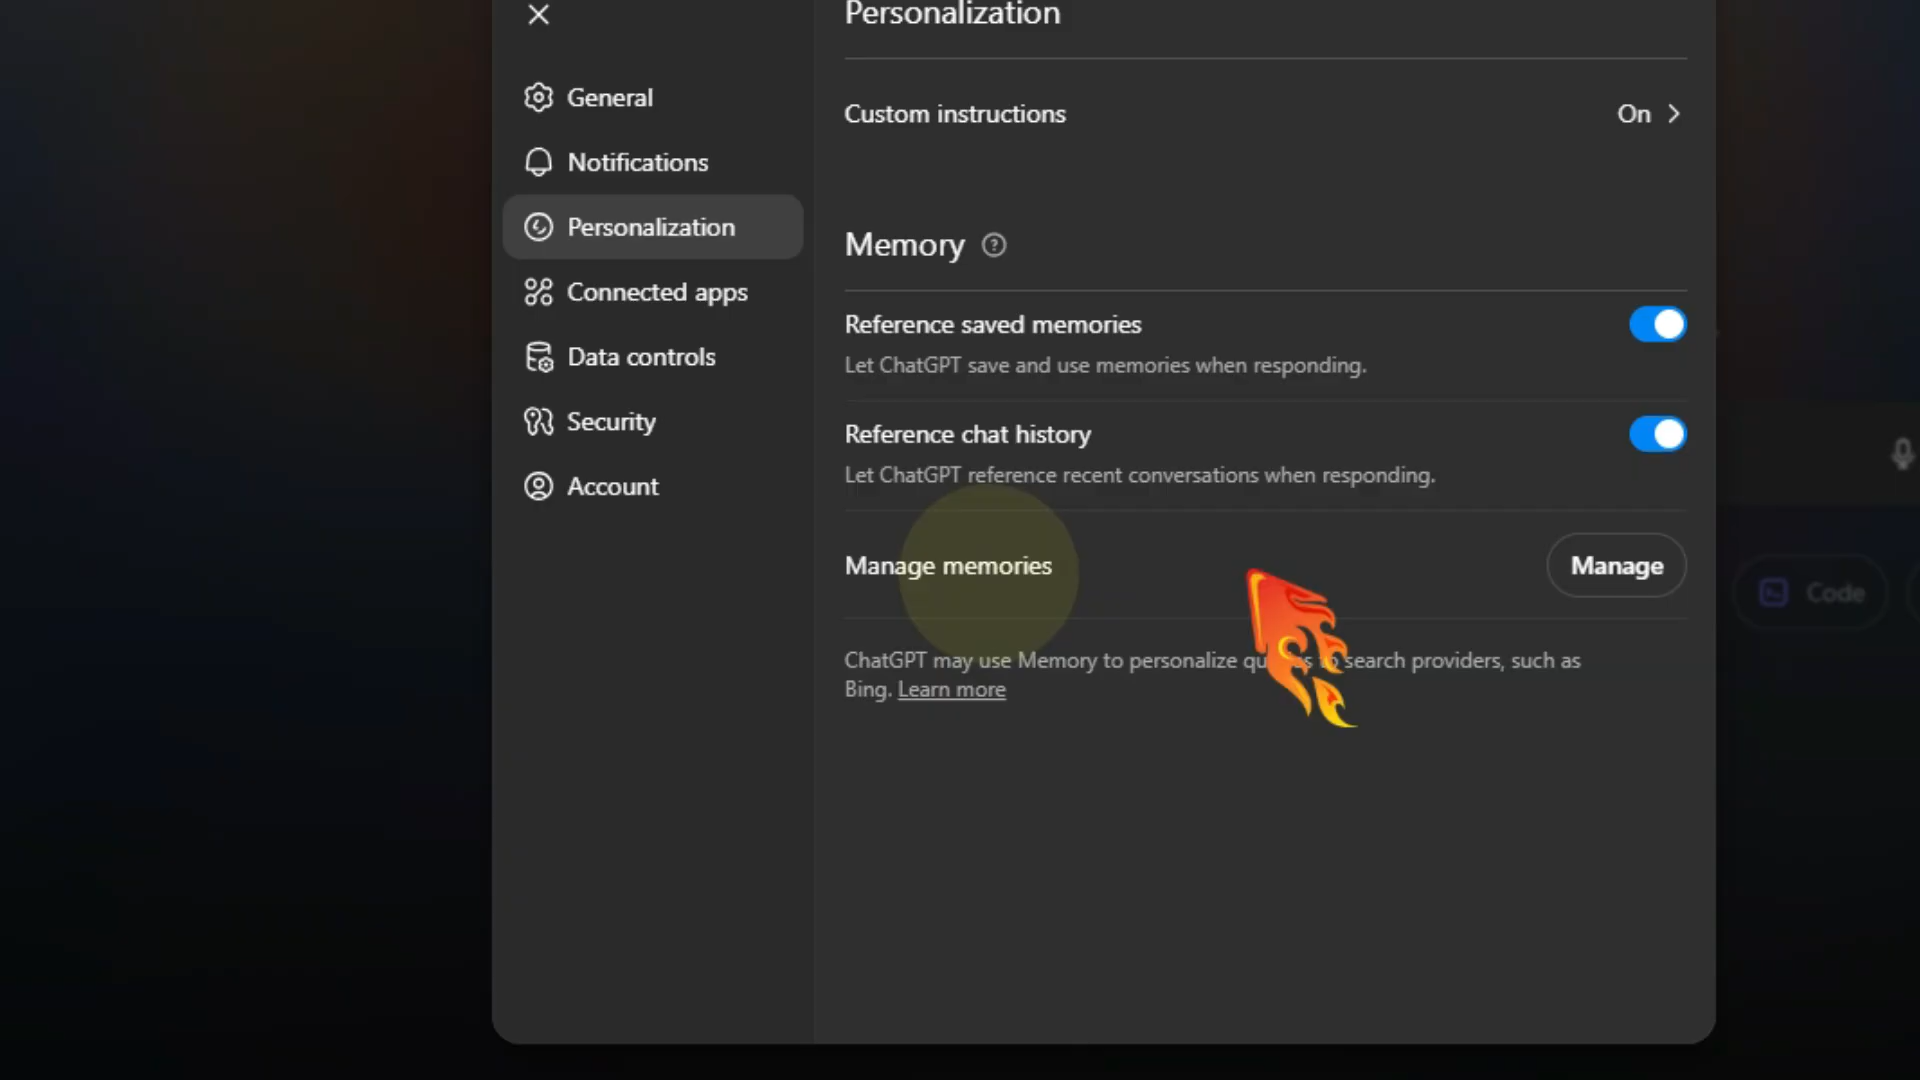 Personalization
General
Notifications
Personalization
Connected apps
Data controls
Security
Account
Custom instructions
On
Memory
Reference saved memories
Let ChatGPT save and use memories when responding.
Reference chat history
Let ChatGPT reference recent conversations when responding.
Manage memories
Manage
ChatGPT may use Memory to personalize search providers, such as
Bing. Learn more
Code